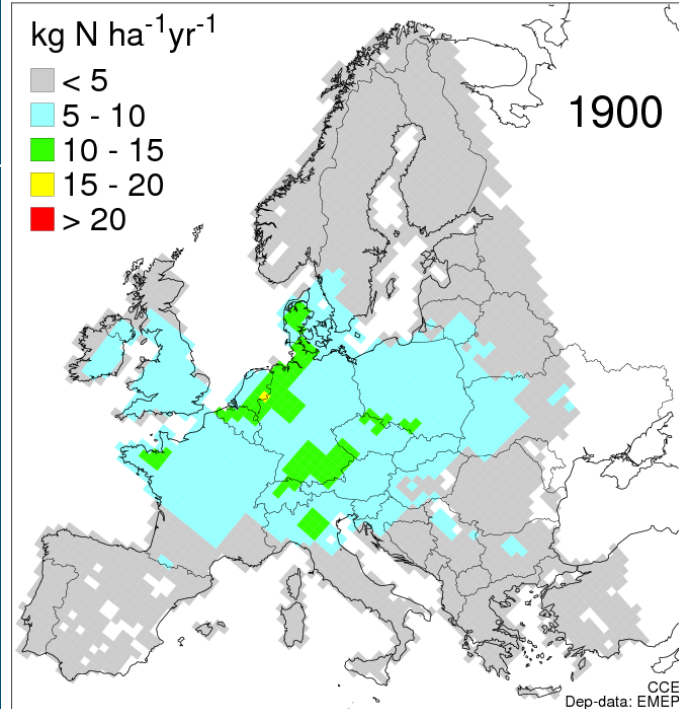 kg N ha⁻¹yr⁻¹
< 5
5 - 10
10 - 15
15 - 20
> 20
1900
CCE
Dep-data: EMEP